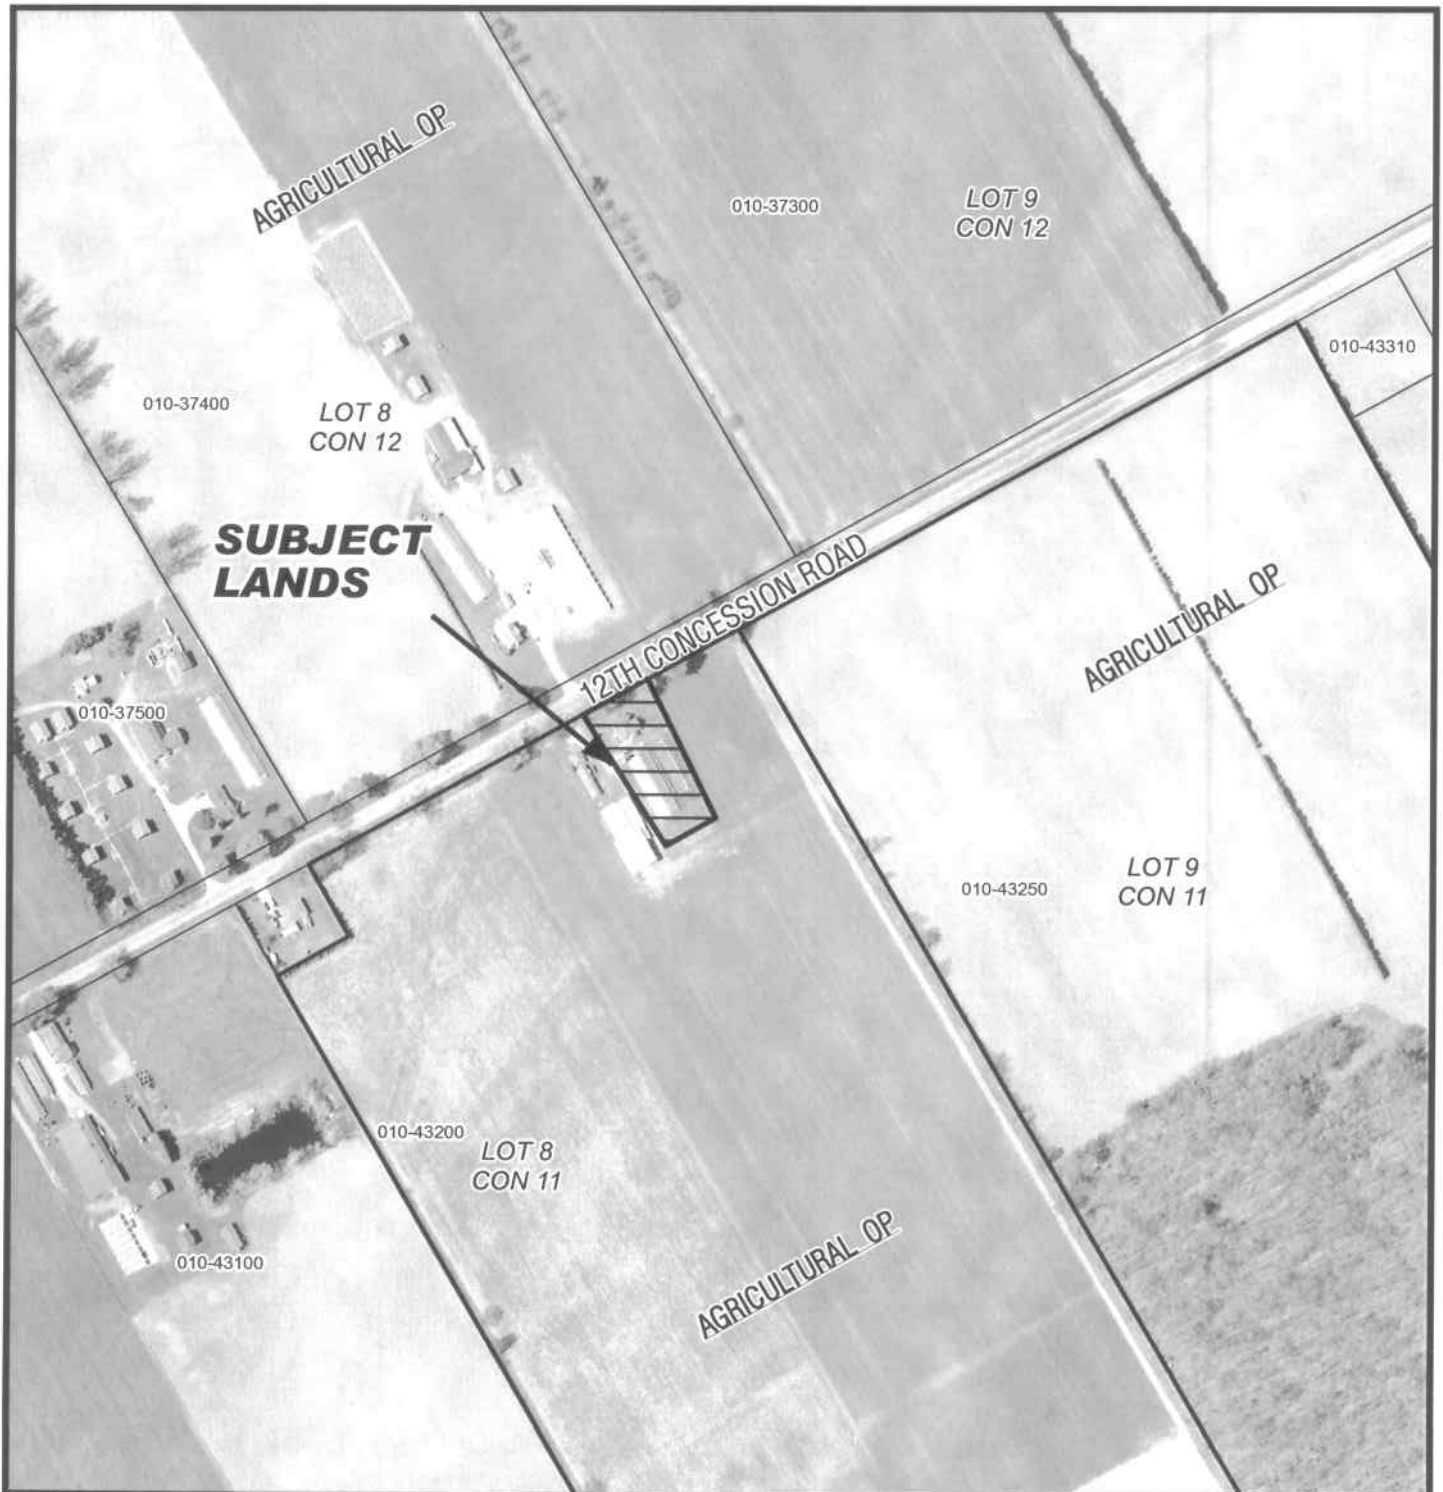 AGRICULTURAL OP
010-37300
LOT 9
CON 12
010-43310
010-37400
LOT 8
CON 12
SUBJECT
LANDS
12TH CONCESSION ROAD
AGRICULTURAL OP
010-37500
010-43250
LOT 9
CON 11
010-43200
LOT 8
CON 11
AGRICULTURAL OP
010-43100